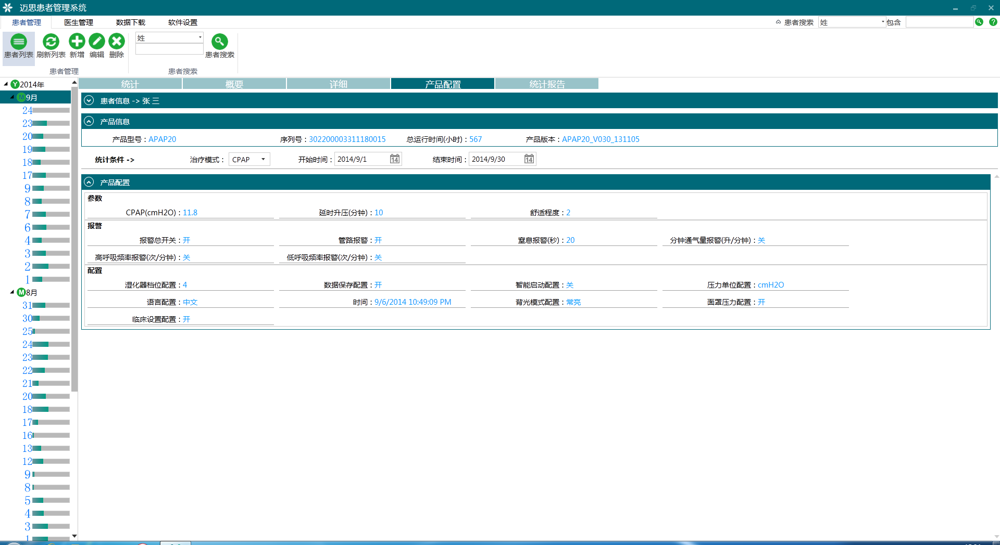 迈思患者管理系统
患者管理 医生管理 数据下载 软件设置 患者搜索 姓 包含
患者列表 刷新列表 新增 编辑 删除 姓 患者搜索
患者管理 患者搜索
Y 2014年
M 9月
24
23
20
19
18
17
9
8
7
6
4
3
2
1
M 8月
31
30
25
24
23
22
21
20
18
17
16
13
12
9
8
5
4
3
1
统计 概要 详细 产品配置 统计报告
患者信息 -> 张 三
产品信息
产品型号：APAP20 序列号：302200003311180015 总运行时间(小时)：567 产品版本：APAP20_V030_131105
统计条件 -> 治疗模式： CPAP 开始时间： 2014/9/1 14 结束时间： 2014/9/30 14
产品配置
参数
CPAP(cmH2O)：11.8 延时升压(分钟)：10 舒适程度：2
报警
报警总开关：开 管路报警：开 窒息报警(秒)：20 分钟通气量报警(升/分钟)：关
高呼吸频率报警(次/分钟)：关 低呼吸频率报警(次/分钟)：关
配置
湿化器档位配置：4 数据保存配置：开 智能启动配置：关 压力单位配置：cmH2O
语言配置：中文 时间：9/6/2014 10:49:09 PM 背光模式配置：常亮 面罩压力配置：开
临床设置配置：开